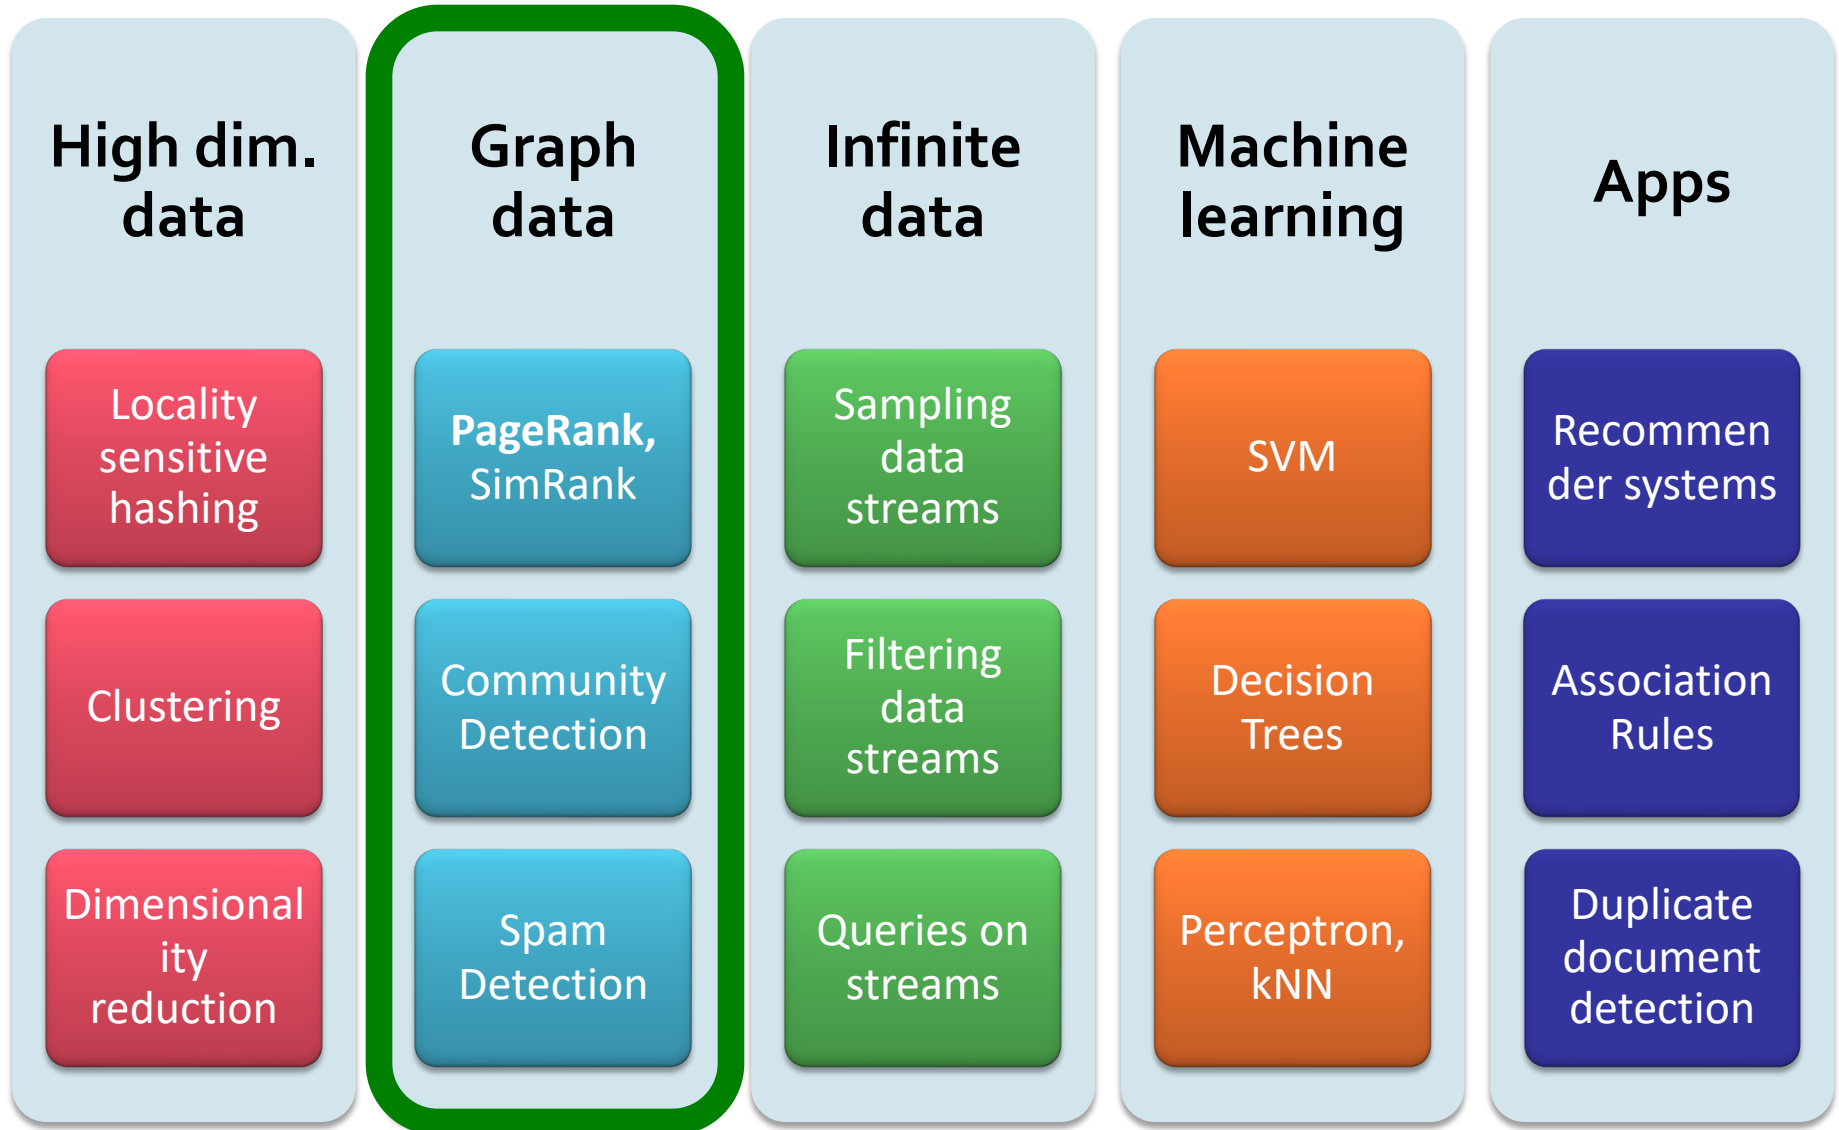 High dim.
data
Locality
sensitive
hashing
Clustering
Dimensional
ity
reduction
Graph
data
PageRank,
SimRank
Community
Detection
Spam
Detection
Infinite
data
Sampling
data
streams
Filtering
data
streams
Queries on
streams
Machine
learning
SVM
Decision
Trees
Perceptron,
kNN
Apps
Recommen
der systems
Association
Rules
Duplicate
document
detection